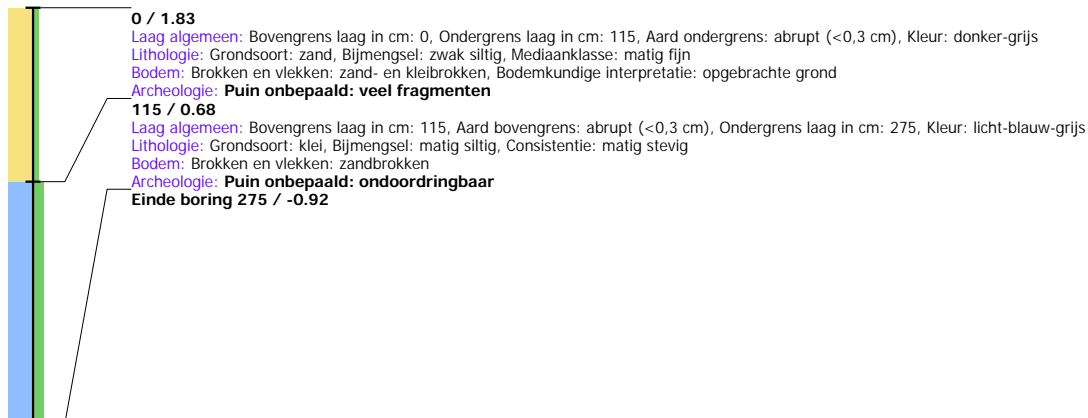 0 / 1.83
Laag algemeen: Bovengrens laag in cm: 0, Ondergrens laag in cm: 115, Aard ondergrens: abrupt (<0,3 cm), Kleur: donker-grijs
Lithologie: Grondsoort: zand, Bijmengsel: zwak siltig, Mediaanklasse: matig fijn
Bodem: Brokken en vlekken: zand- en kleibrokken, Bodemkundige interpretatie: opgebrachte grond
Archeologie: Puin onbepaald: veel fragmenten
115 / 0.68
Laag algemeen: Bovengrens laag in cm: 115, Aard bovengrens: abrupt (<0,3 cm), Ondergrens laag in cm: 275, Kleur: licht-blauw-grijs
Lithologie: Grondsoort: klei, Bijmengsel: matig siltig, Consistentie: matig stevig
Bodem: Brokken en vlekken: zandbrokken
Archeologie: Puin onbepaald: ondoordringbaar
Einde boring 275 / -0.92